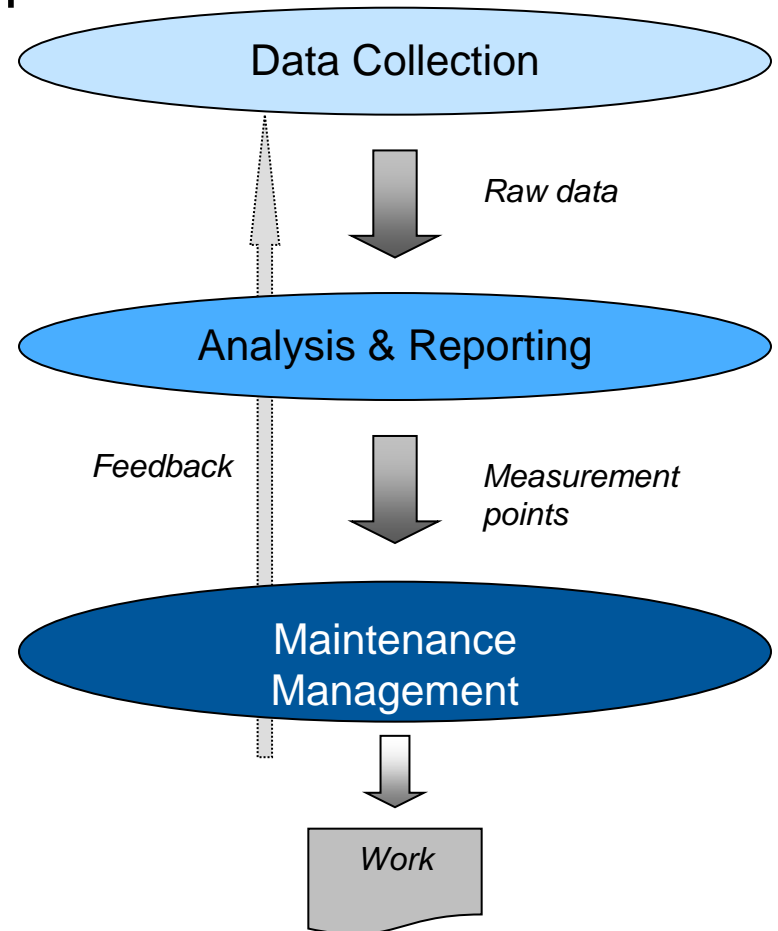 Data Collection
Raw data
Analysis & Reporting
Feedback
Measurement
points
Maintenance
Management
Work